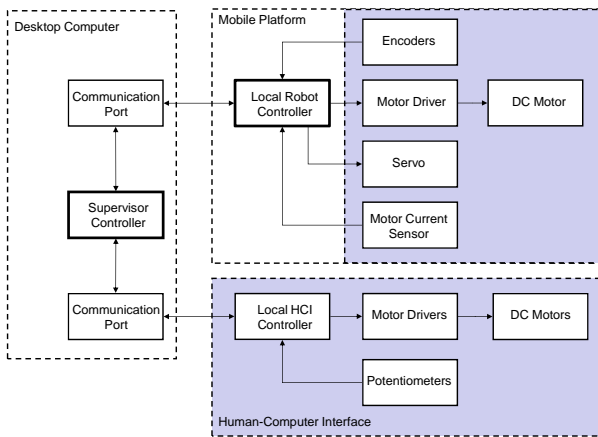 Desktop Computer
Mobile Platform
Encoders
Communication
Port
Local Robot
Controller
Motor Driver
DC Motor
Servo
Supervisor
Controller
Motor Current
Sensor
Communication
Port
Local HCI
Controller
Motor Drivers
DC Motors
Potentiometers
Human-Computer Interface